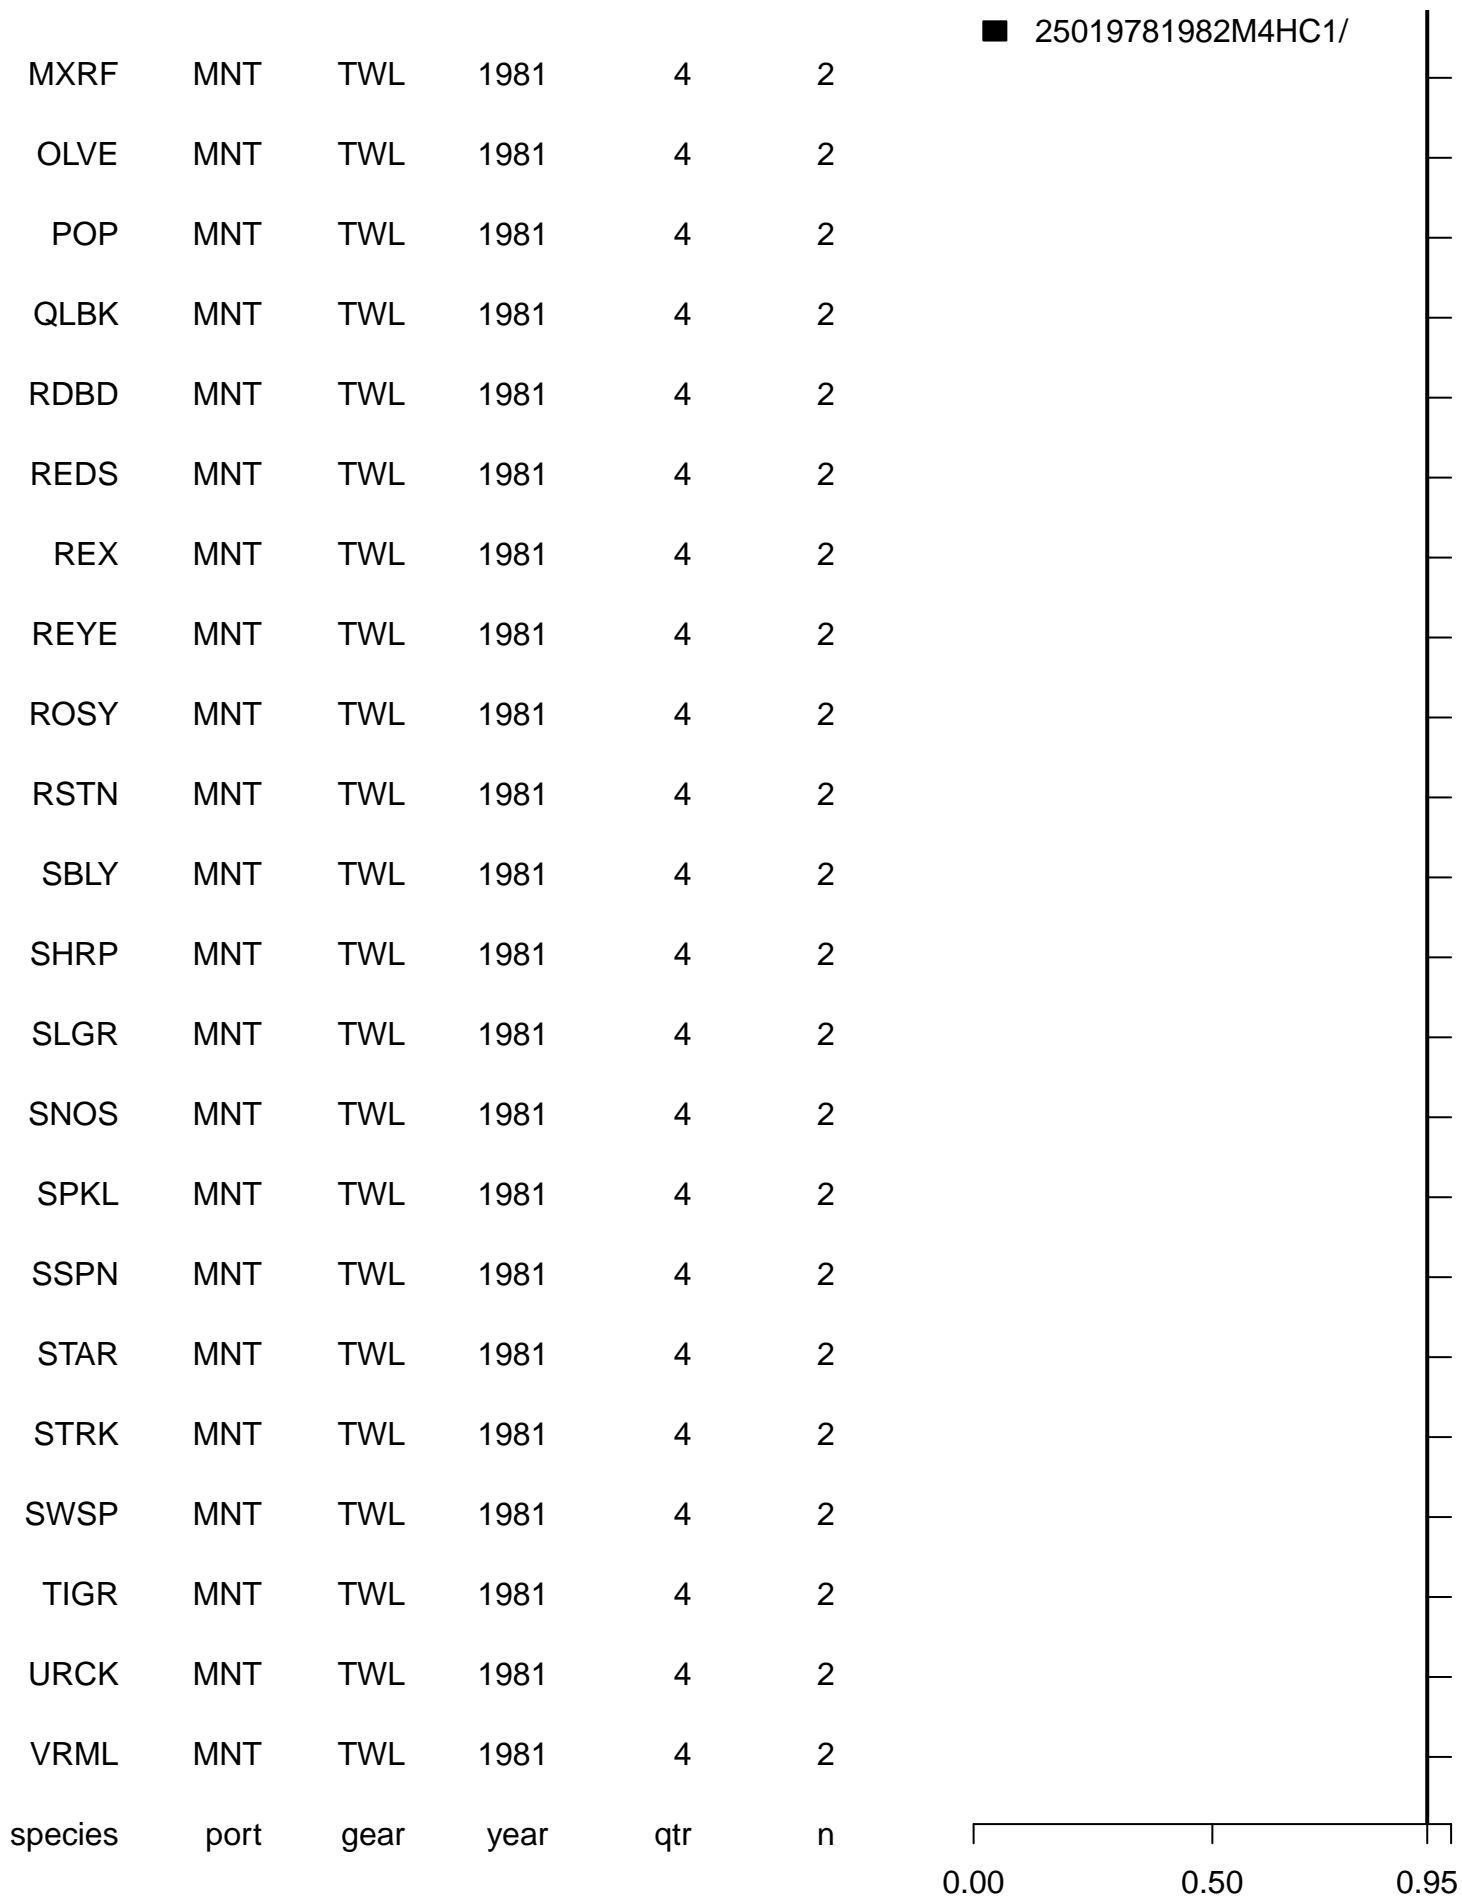 25019781982M4HC1/
MXRF MNT TWL 1981 4 2
OLVE MNT TWL 1981 4 2
POP MNT TWL 1981 4 2
QLBK MNT TWL 1981 4 2
RDBD MNT TWL 1981 4 2
REDS MNT TWL 1981 4 2
REX MNT TWL 1981 4 2
REYE MNT TWL 1981 4 2
ROSY MNT TWL 1981 4 2
RSTN MNT TWL 1981 4 2
SBLY MNT TWL 1981 4 2
SHRP MNT TWL 1981 4 2
SLGR MNT TWL 1981 4 2
SNOS MNT TWL 1981 4 2
SPKL MNT TWL 1981 4 2
SSPN MNT TWL 1981 4 2
STAR MNT TWL 1981 4 2
STRK MNT TWL 1981 4 2
SWSP MNT TWL 1981 4 2
TIGR MNT TWL 1981 4 2
URCK MNT TWL 1981 4 2
VRML MNT TWL 1981 4 2
species port gear year qtr n
0.00 0.50 0.95